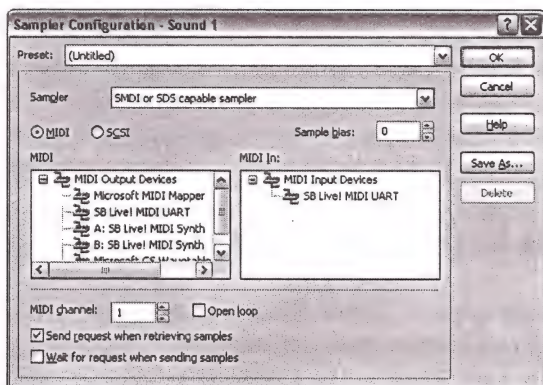 Sampler Configuration - Sound 1
Preset: (Untitled)
OK
Sampler SMDI or SDS capable sampler
Cancel
MIDI SCSI Sample bias: 0
Help
MIDI MIDI In:
Save As...
MIDI Output Devices
Microsoft MIDI Mapper
SB Live! MIDI UART
A: SB Live! MIDI Synth
B: SB Live! MIDI Synth
Microsoft GS Wavetable
MIDI Input Devices
SB Live! MIDI UART
Delete
MIDI channel: 1 Open loop
Send request when retrieving samples
Wait for request when sending samples